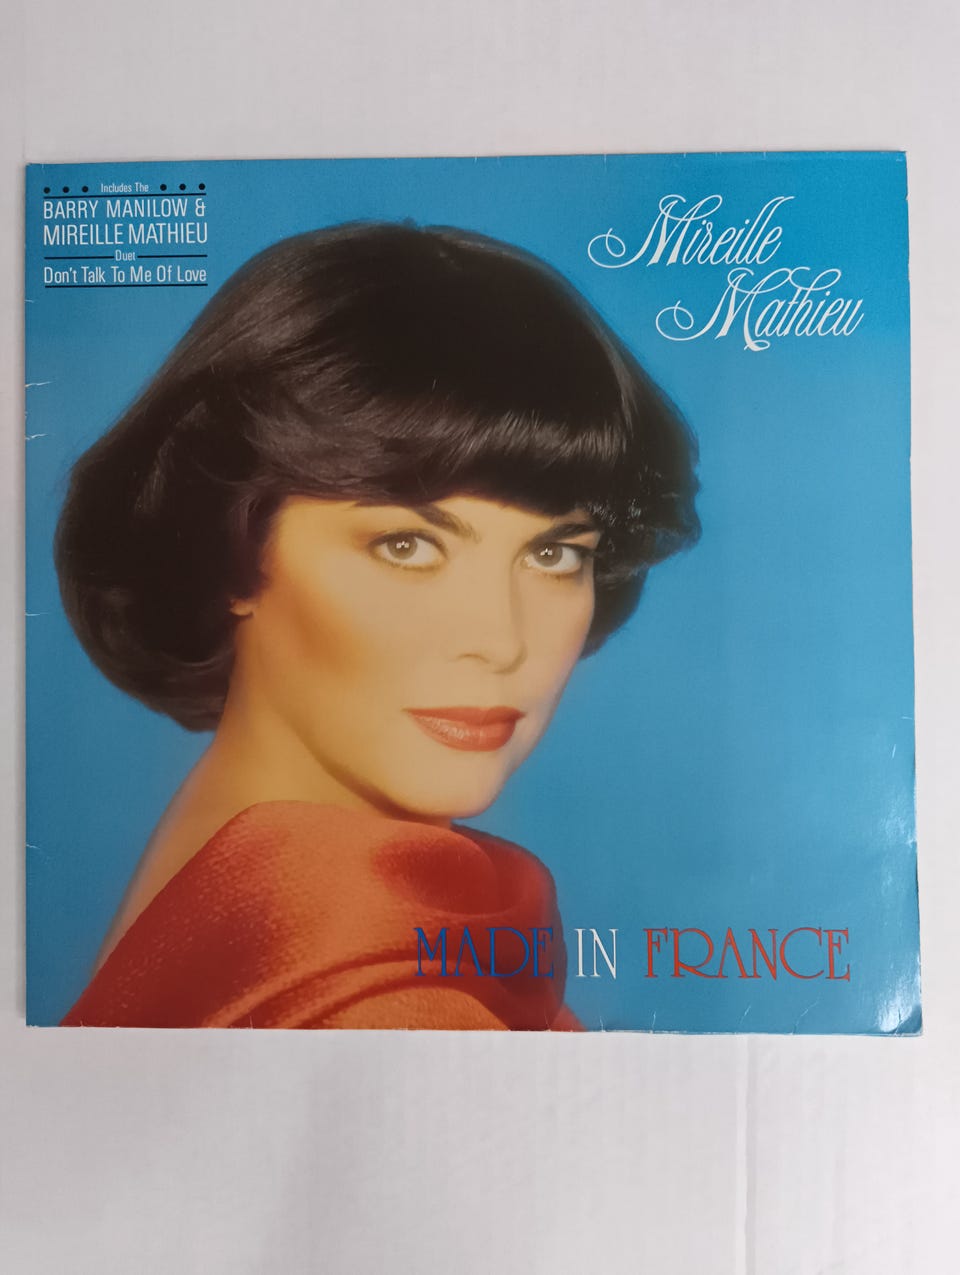 Includes The
BARRY MANILOW &
MIREILLE MATHIEU
Duet
Don't Talk To Me Of Love
Mireille
Mathieu
MADE IN FRANCE